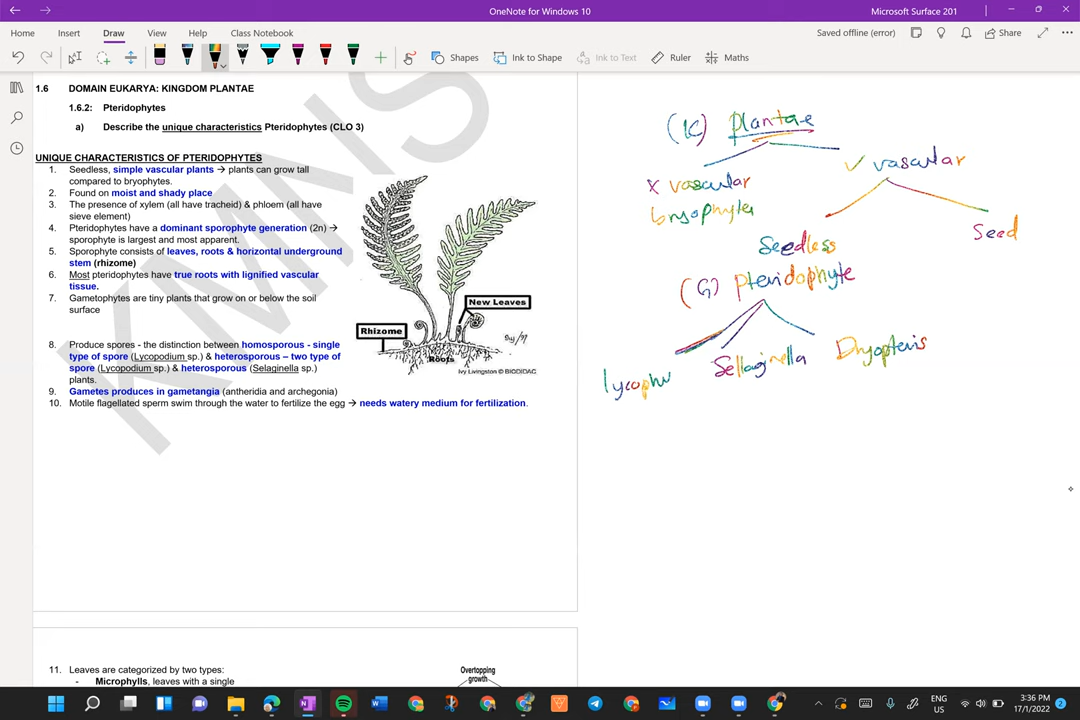 OneNote for Windows 10
Microsoft Surface 201
Home Insert Draw View Help Class Notebook
Saved offline (error)
Share
Shapes
Ink to Shape
Ink to Text
Ruler
Maths
1.6 DOMAIN EUKARYA: KINGDOM PLANTAE
1.6.2: Pteridophytes
a) Describe the unique characteristics Pteridophytes (CLO 3)
UNIQUE CHARACTERISTICS OF PTERIDOPHYTES
1. Seedless, simple vascular plants → plants can grow tall
compared to bryophytes.
2. Found on moist and shady place
3. The presence of xylem (all have tracheid) & phloem (all have
sieve element)
4. Pteridophytes have a dominant sporophyte generation (2n) →
sporophyte is largest and most apparent.
5. Sporophyte consists of leaves, roots & horizontal underground
stem (rhizome)
6. Most pteridophytes have true roots with lignified vascular
tissue.
7. Gametophytes are tiny plants that grow on or below the soil
surface
8. Produce spores - the distinction between homosporous - single
type of spore (Lycopodium sp.) & heterosporous – two type of
spore (Lycopodium sp.) & heterosporous (Selaginella sp.)
plants.
9. Gametes produces in gametangia (antheridia and archegonia)
10. Motile flagellated sperm swim through the water to fertilize the egg → needs watery medium for fertilization.
KMNS
New Leaves
Rhizome
Roots
Ivy Livingston © BIODIDAC
11. Leaves are categorized by two types:
- Microphylls, leaves with a single
Overtopping
growth
(K) Plantae
X vascular
bryophytes
✓ vascular
Seedless
Seed
(G) Pteridophyte
lycophy
Sellaginella
Dryopteris
ENG
US
3:36 PM
17/1/2022
2